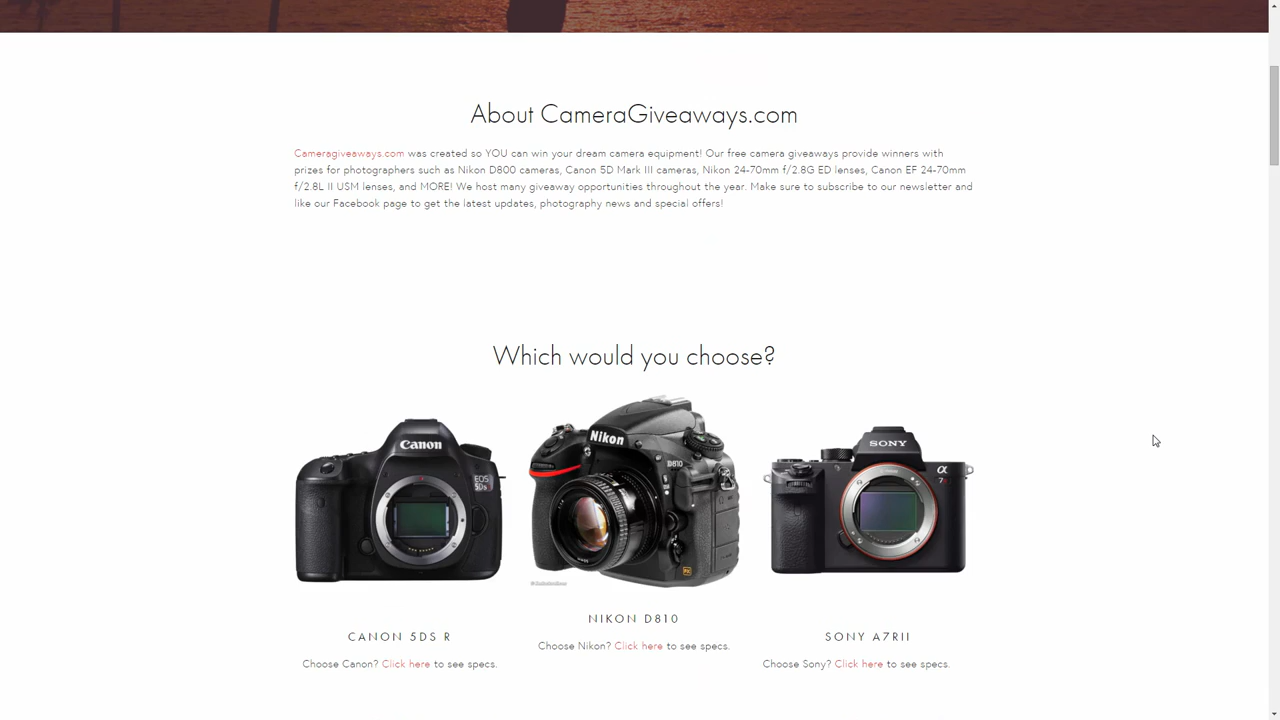 About CameraGiveaways.com
Cameragiveaways.com was created so YOU can win your dream camera equipment! Our free camera giveaways provide winners with
prizes for photographers such as Nikon D800 cameras, Canon 5D Mark III cameras, Nikon 24-70mm f/2.8G ED lenses, Canon EF 24-70mm
f/2.8L II USM lenses, and MORE! We host many giveaway opportunities throughout the year. Make sure to subscribe to our newsletter and
like our Facebook page to get the latest updates, photography news and special offers!
Which would you choose?
Canon
EOS
5Ds
Nikon
D810
FX
SONY
α
7R
CANON 5DS R
NIKON D810
SONY A7RII
Choose Canon? Click here to see specs.
Choose Nikon? Click here to see specs.
Choose Sony? Click here to see specs.